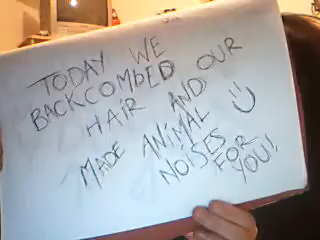 TODAY WE
BACKCOMBED OUR
HAIR AND
MADE ANIMAL :)
NOISES FOR
YOU!